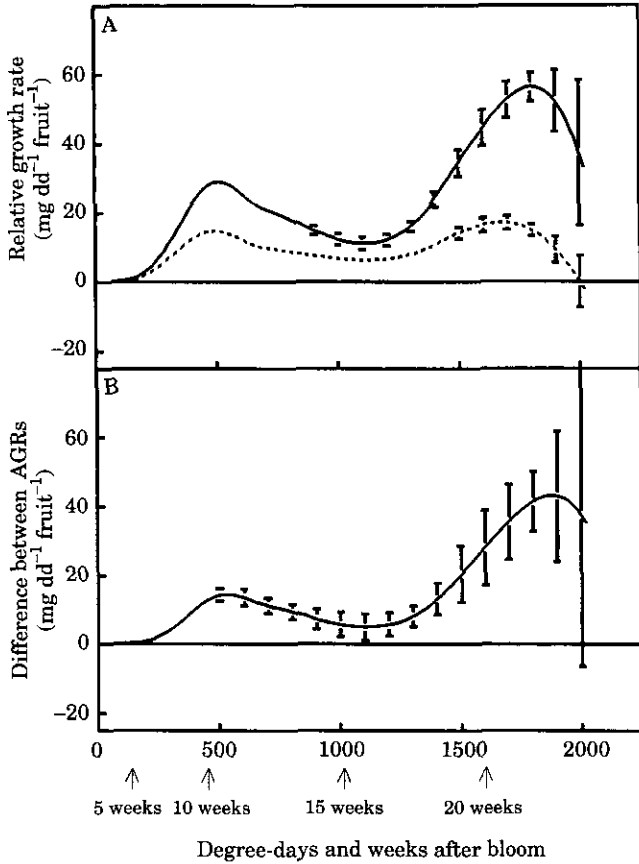 A
60
40
20
0
−20
Relative growth rate
(mg dd⁻¹ fruit⁻¹)
B
60
40
20
0
−20
Difference between AGRs
(mg dd⁻¹ fruit⁻¹)
0 500 1000 1500 2000
5 weeks 10 weeks 15 weeks 20 weeks
Degree-days and weeks after bloom